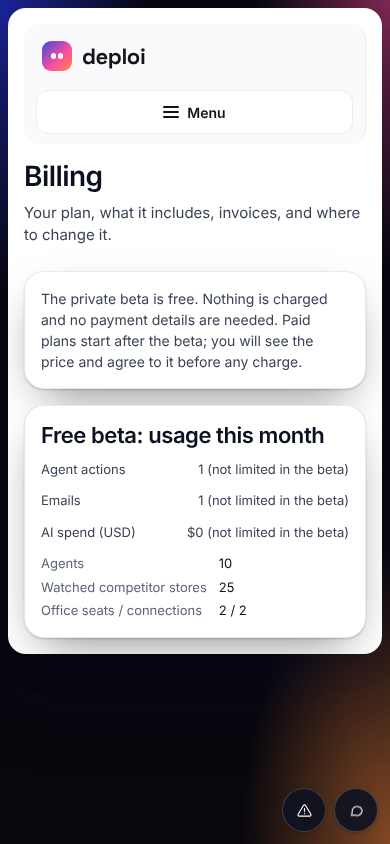 deploi
Menu
Billing
Your plan, what it includes, invoices, and where
to change it.
The private beta is free. Nothing is charged
and no payment details are needed. Paid
plans start after the beta; you will see the
price and agree to it before any charge.
Free beta: usage this month
Agent actions 1 (not limited in the beta)
Emails 1 (not limited in the beta)
AI spend (USD) $0 (not limited in the beta)
Agents 10
Watched competitor stores 25
Office seats / connections 2 / 2